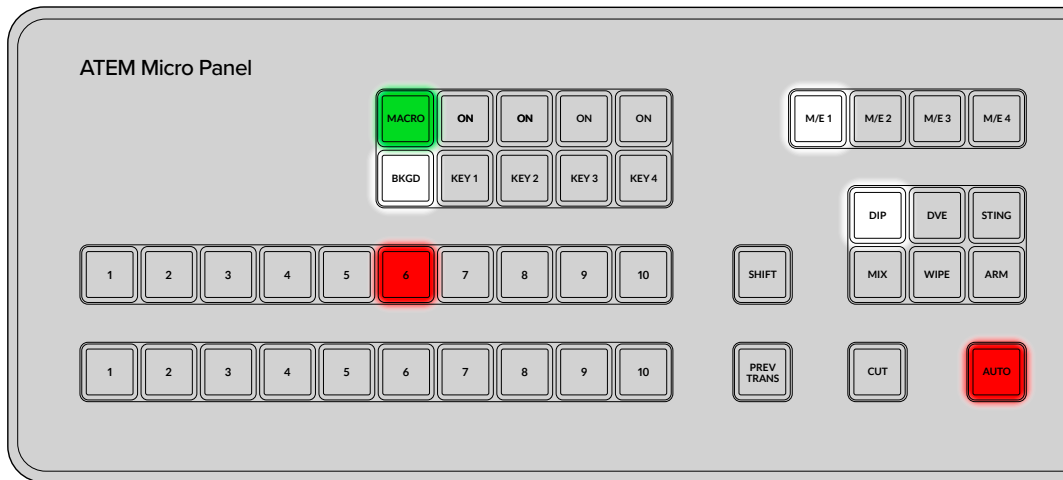 ATEM Micro Panel
MACRO ON ON ON ON
M/E 1 M/E 2 M/E 3 M/E 4
BKGD KEY 1 KEY 2 KEY 3 KEY 4
DIP DVE STING
1 2 3 4 5 6 7 8 9 10
SHIFT
MIX WIPE ARM
1 2 3 4 5 6 7 8 9 10
PREV
TRANS
CUT
AUTO